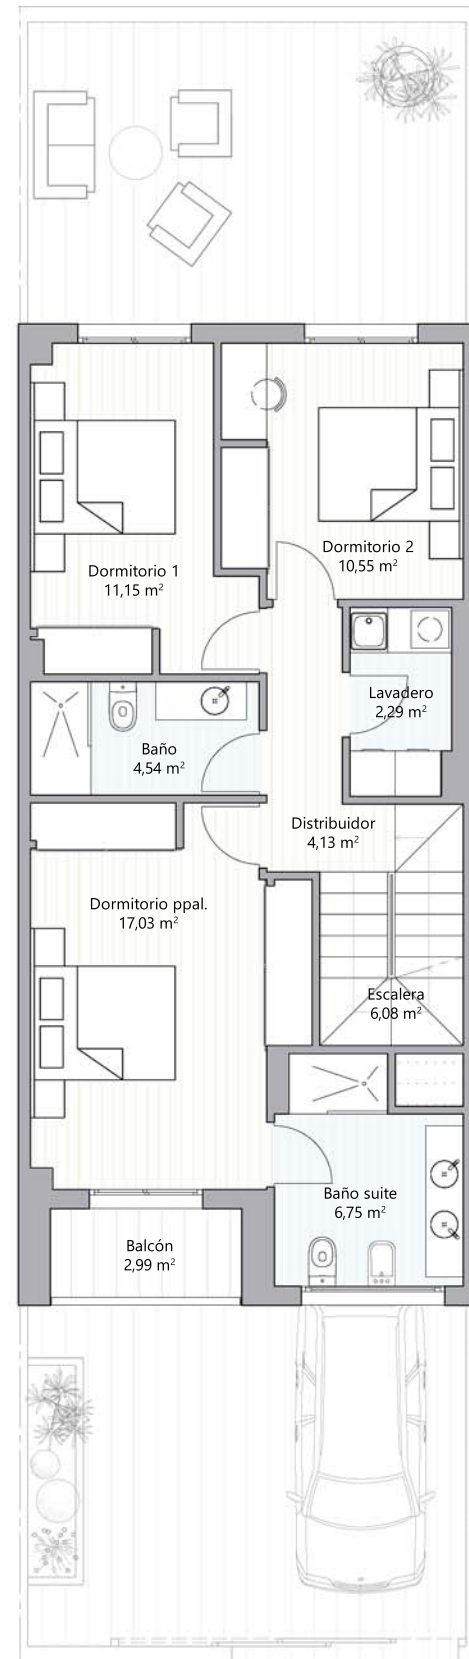 Dormitorio 1
11,15 m²
Dormitorio 2
10,55 m²
Lavadero
2,29 m²
Baño
4,54 m²
Distribuidor
4,13 m²
Dormitorio ppal.
17,03 m²
Escalera
6,08 m²
Baño suite
6,75 m²
Balcón
2,99 m²